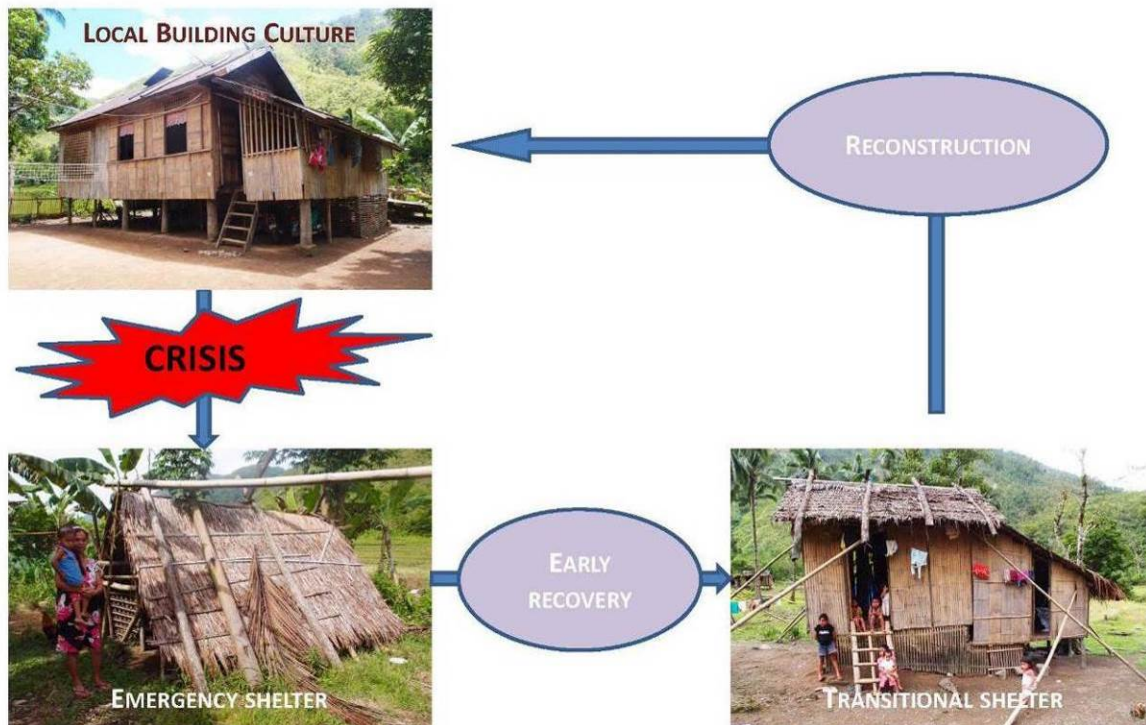 LOCAL BUILDING CULTURE
RECONSTRUCTION
CRISIS
EARLY
RECOVERY
EMERGENCY SHELTER
TRANSITIONAL SHELTER